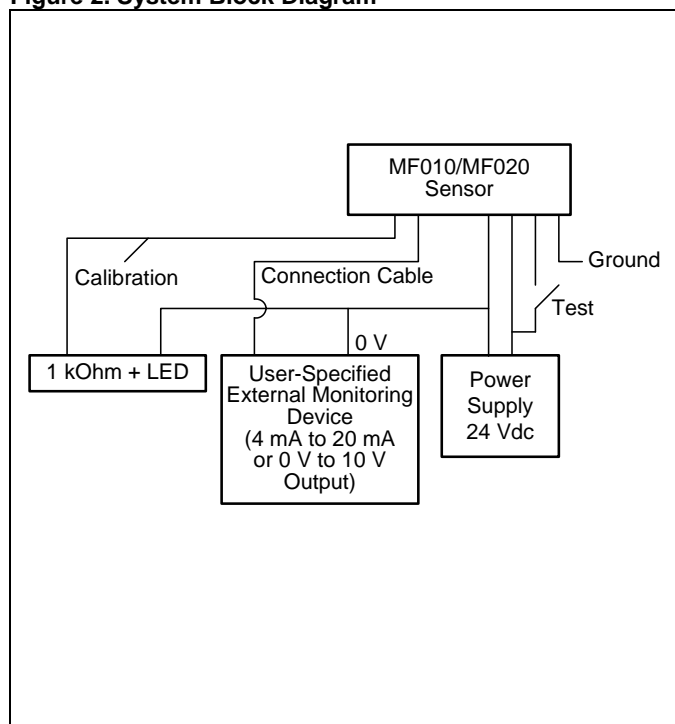 Figure 2. System Block Diagram
MF010/MF020
Sensor
Ground
Calibration
Connection Cable
Test
0 V
1 kOhm + LED
User-Specified
External Monitoring
Device
(4 mA to 20 mA
or 0 V to 10 V
Output)
Power
Supply
24 Vdc